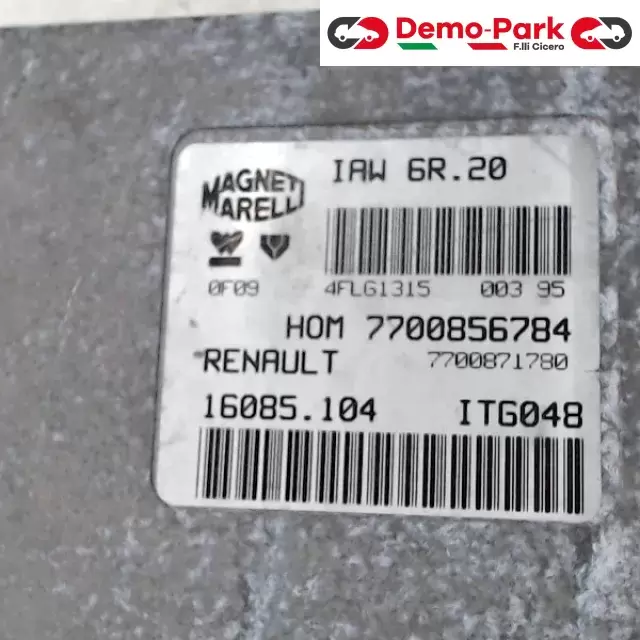 Demo-Park
F.lli Cicero
MAGNETI MARELLI
IAW 6R.20
0F09 4FLG1315 003 95
HOM 7700856784
RENAULT 7700871780
16085.104 ITG048